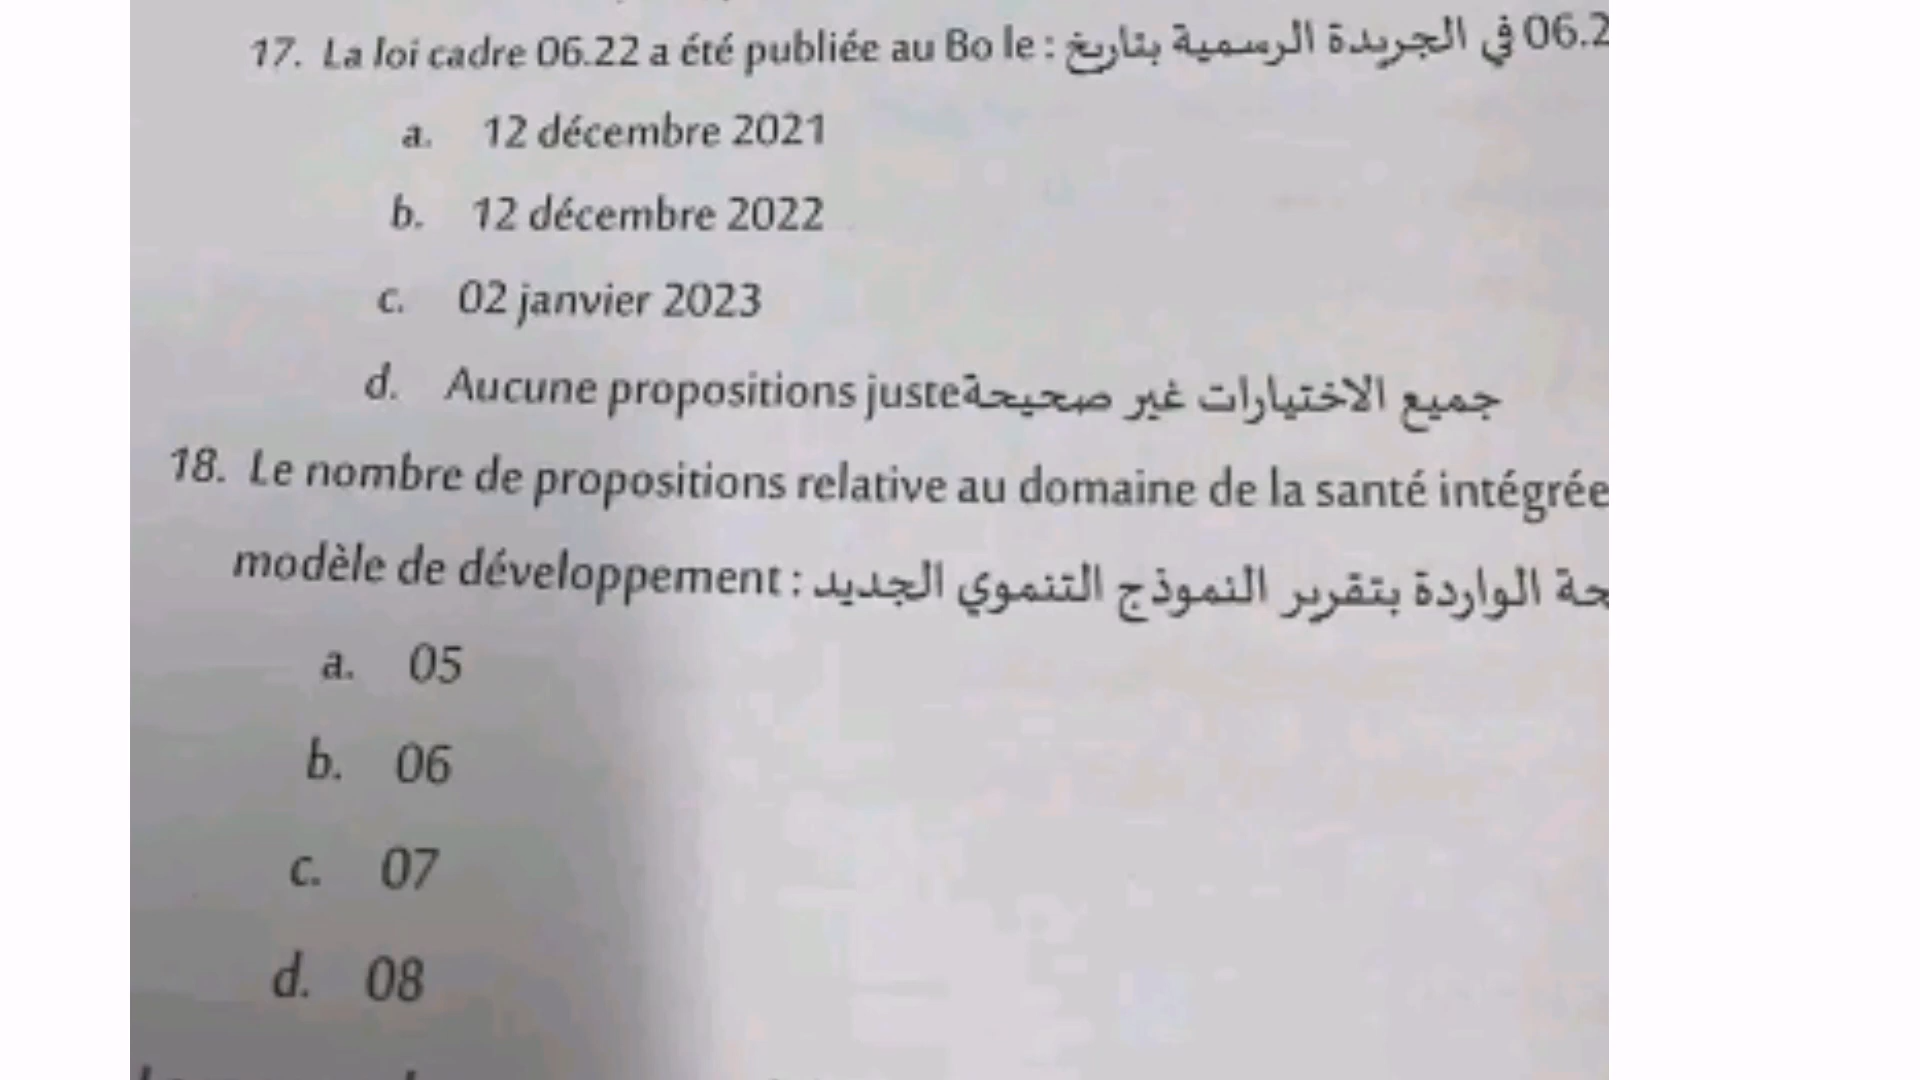 17. La loi cadre 06.22 a été publiée au Bo le : في الجريدة الرسمية بتاريخ 06.2
a. 12 décembre 2021
b. 12 décembre 2022
c. 02 janvier 2023
d. Aucune propositions juste جميع الاختيارات غير صحيحة
18. Le nombre de propositions relative au domaine de la santé intégrée
modèle de développement : حة الواردة بتقرير النموذج التنموي الجديد
a. 05
b. 06
c. 07
d. 08